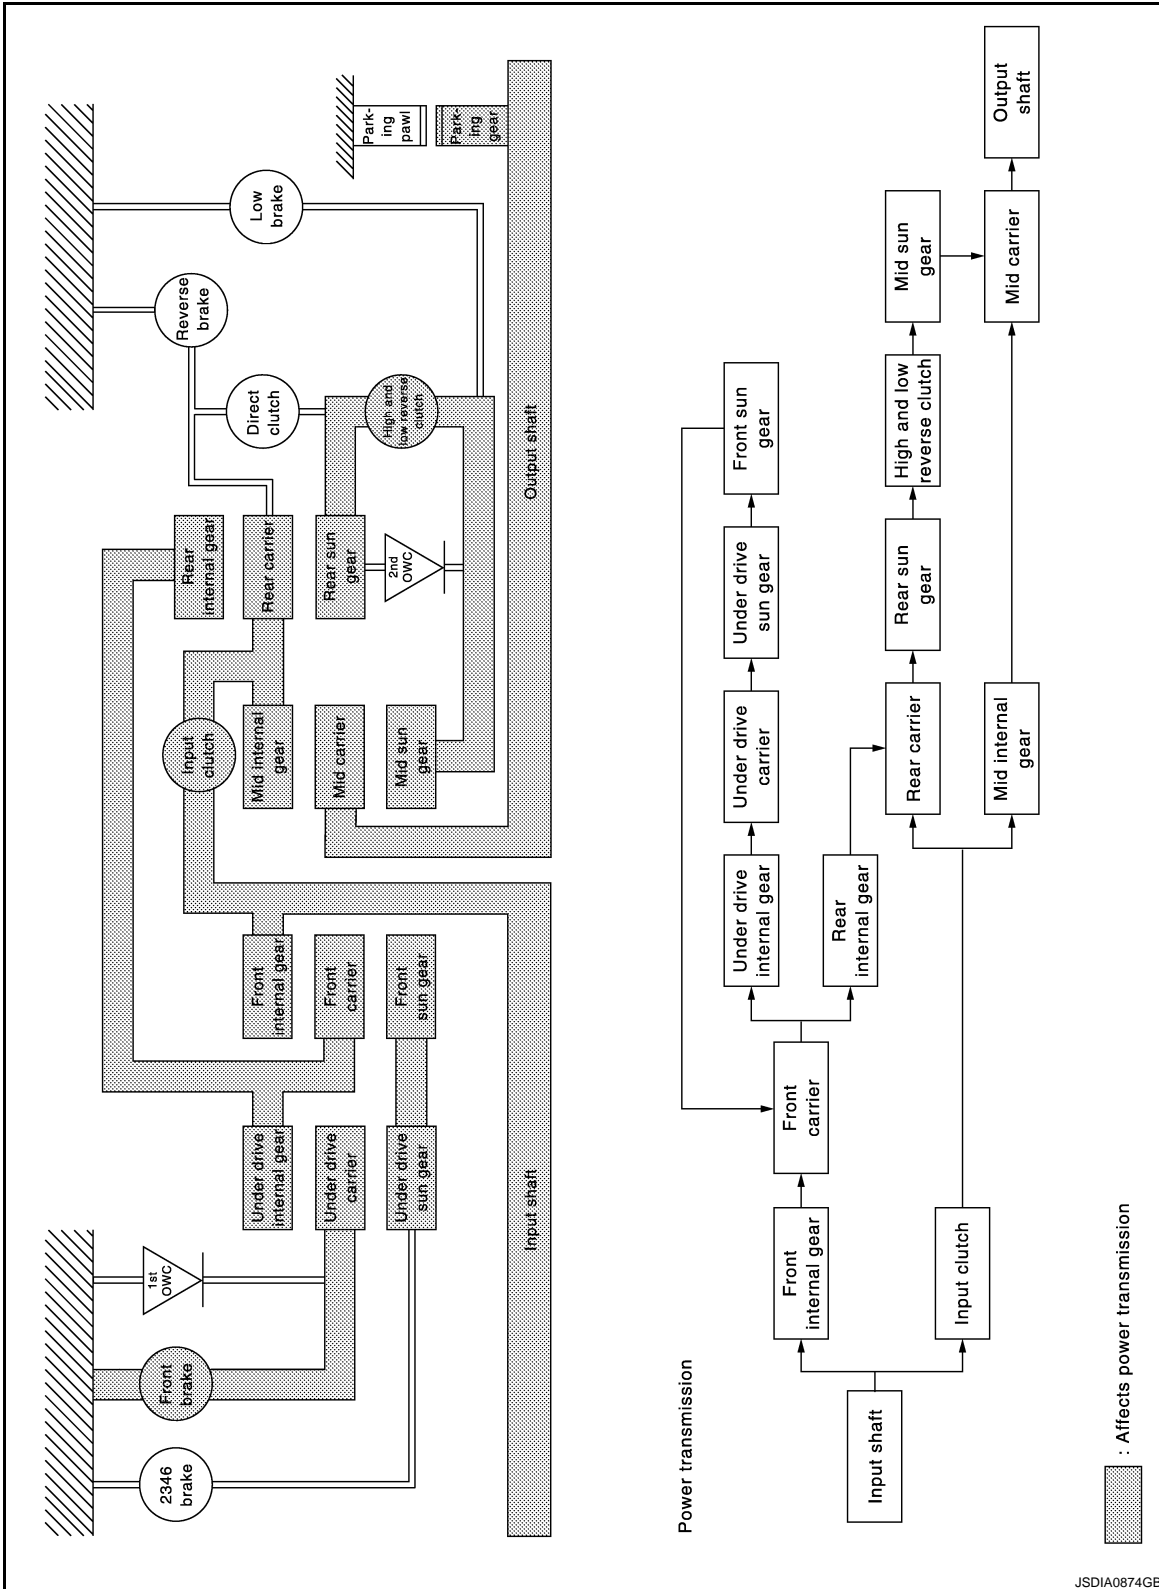 2346
brake
Front
brake
1st
OWC
Under drive
internal gear
Under drive
carrier
Under drive
sun gear
Input shaft
Front
internal gear
Front
carrier
Front
sun gear
Input
clutch
Mid internal
gear
Mid carrier
Mid sun
gear
Rear
internal gear
Rear carrier
Rear sun
gear
2nd
OWC
Direct
clutch
High and
low reverse
clutch
Reverse
brake
Low
brake
Output shaft
Park-
ing
pawl
Park-
ing
gear
Power transmission
Input shaft
Front
internal gear
Input clutch
Front
carrier
Under drive
internal gear
Rear
internal gear
Under drive
carrier
Rear carrier
Mid internal
gear
Under drive
sun gear
Rear sun
gear
Front sun
gear
High and low
reverse clutch
Mid sun
gear
Mid carrier
Output
shaft
: Affects power transmission
JSDIA0874GB